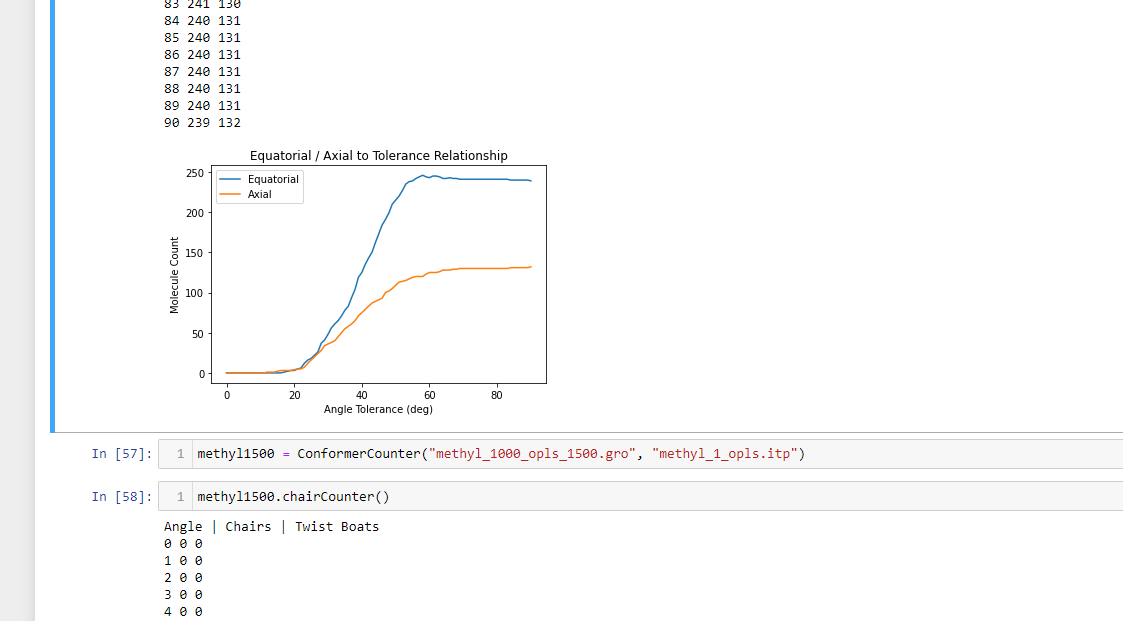 83 241 130
84 240 131
85 240 131
86 240 131
87 240 131
88 240 131
89 240 131
90 239 132
Equatorial / Axial to Tolerance Relationship
Equatorial
Axial
250
200
150
100
50
0
Molecule Count
0 20 40 60 80
Angle Tolerance (deg)
In [57]: 1 methyl1500 = ConformerCounter("methyl_1000_opls_1500.gro", "methyl_1_opls.itp")
In [58]: 1 methyl1500.chairCounter()
Angle | Chairs | Twist Boats
0 0 0
1 0 0
2 0 0
3 0 0
4 0 0